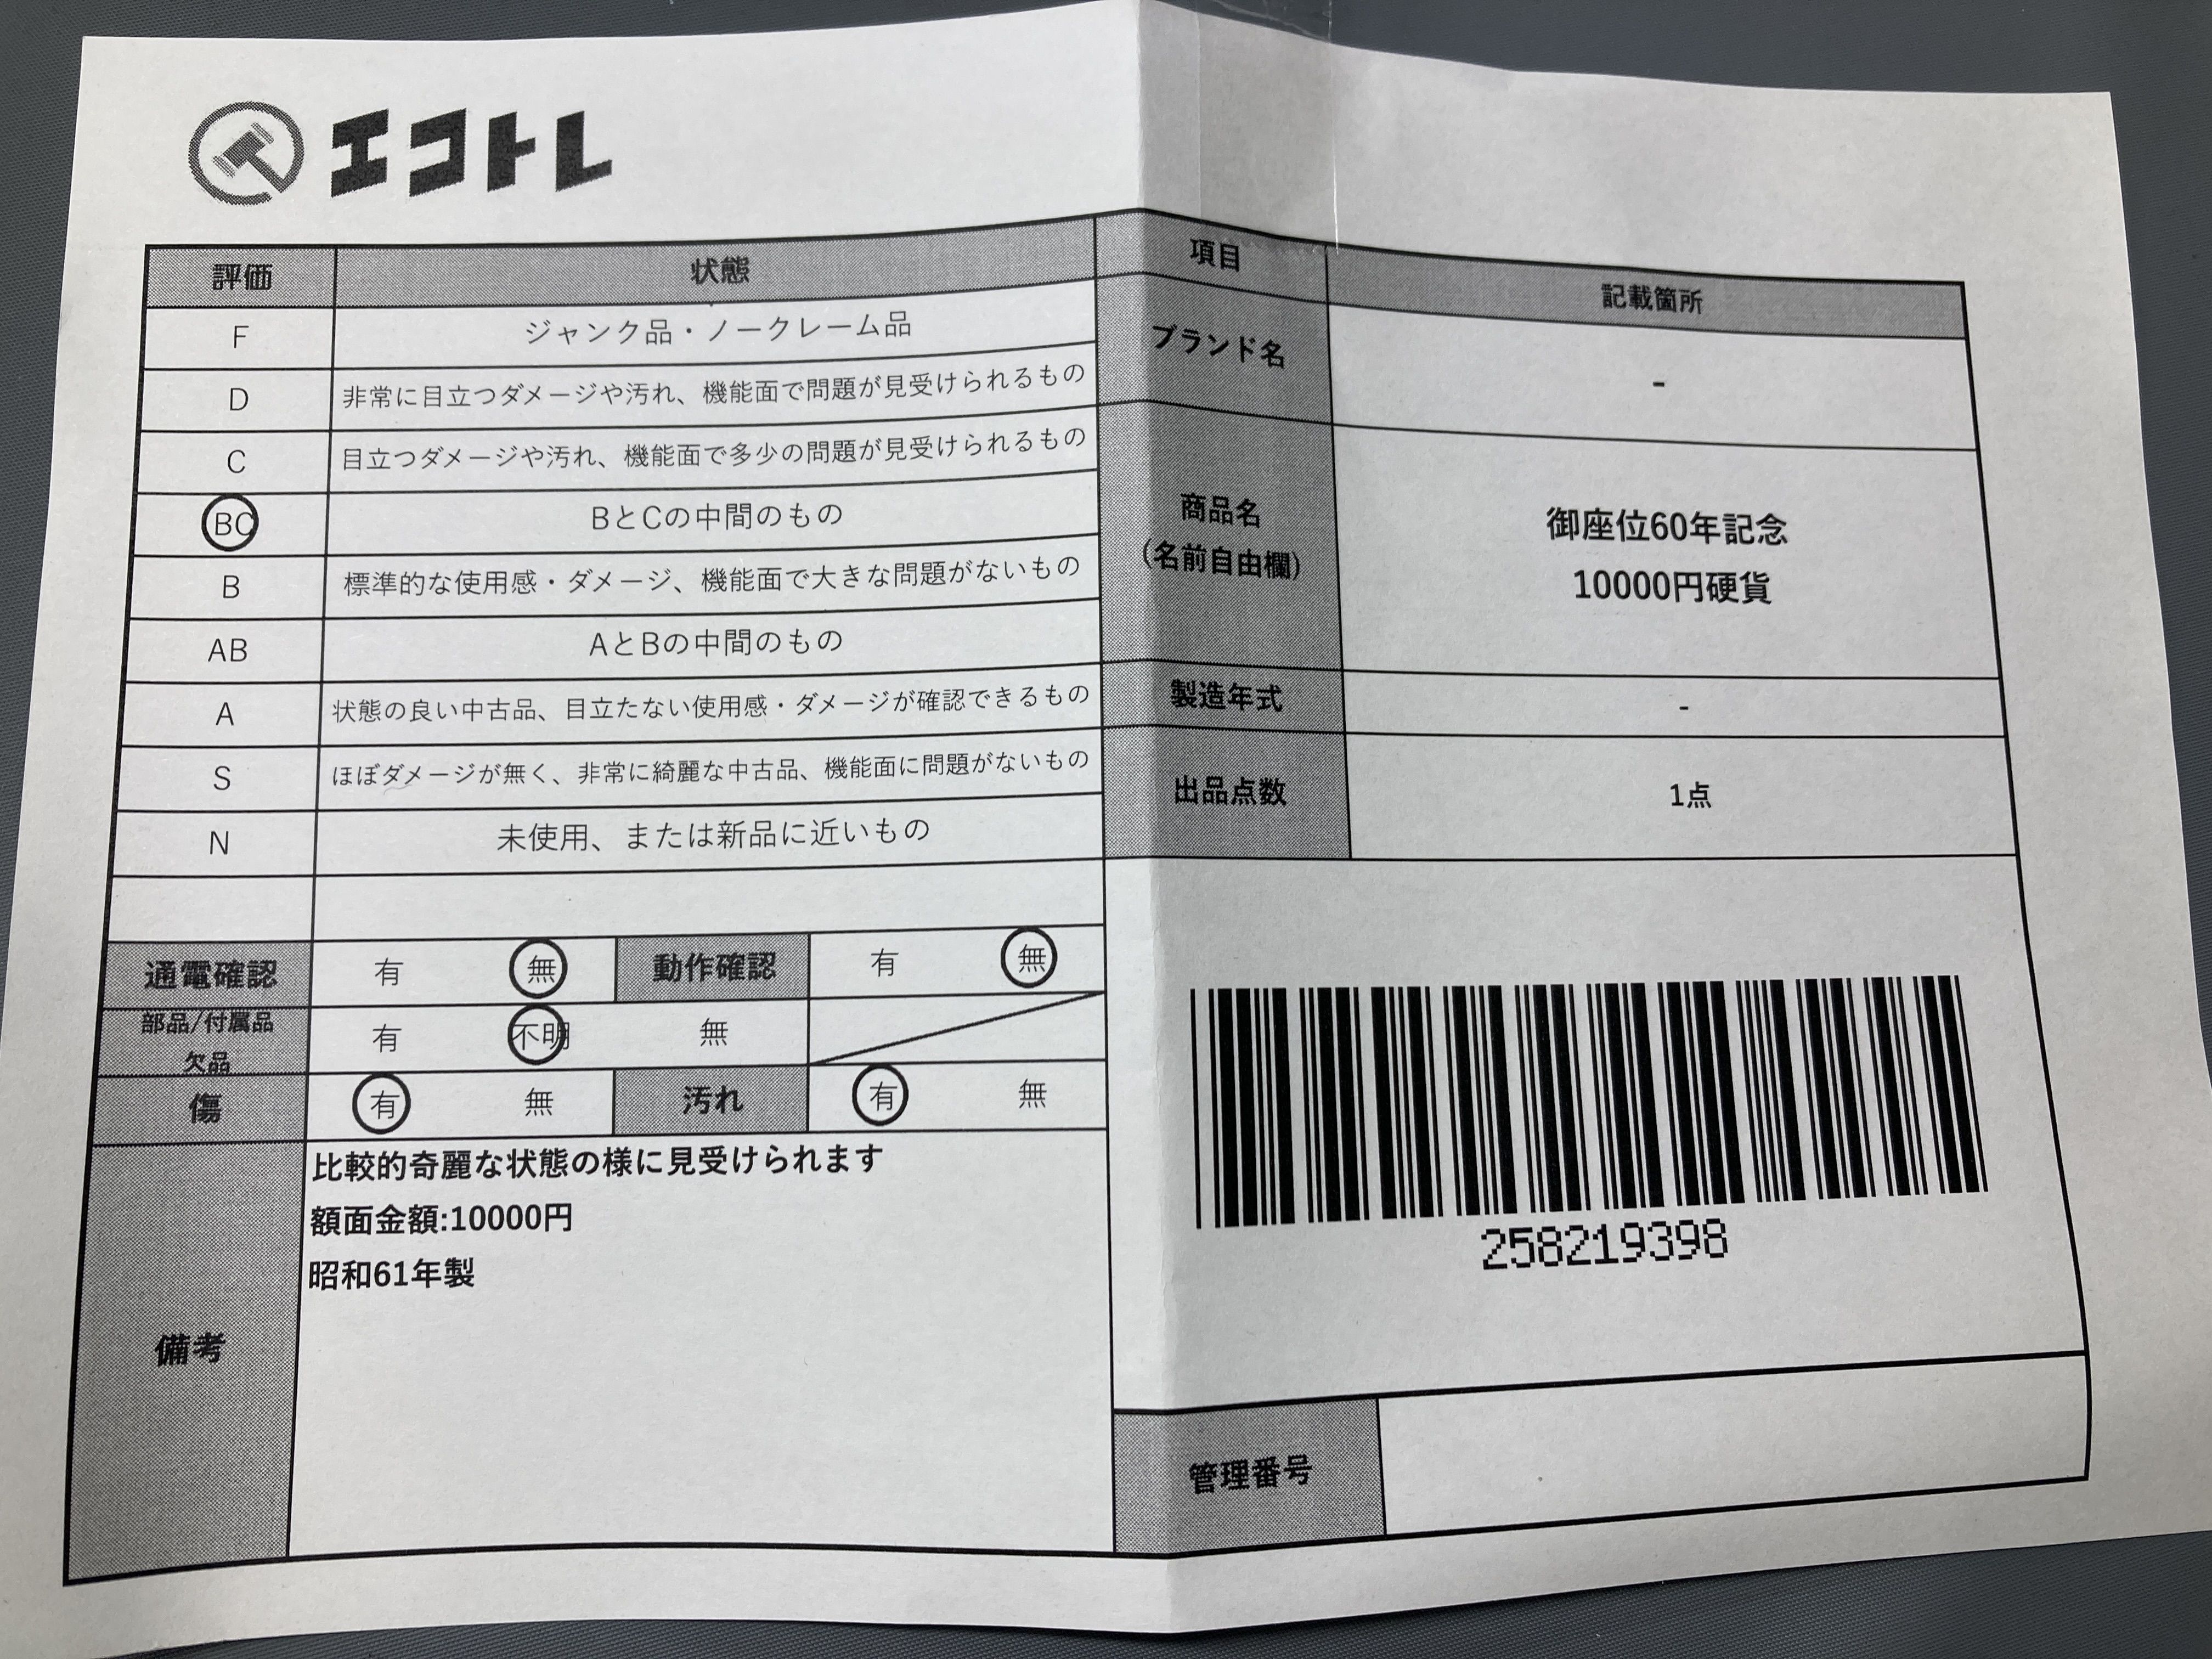 エコトレ
評価 状態
F ジャンク品・ノークレーム品
D 非常に目立つダメージや汚れ、機能面で問題が見受けられるもの
C 目立つダメージや汚れ、機能面で多少の問題が見受けられるもの
BC BとCの中間のもの
B 標準的な使用感・ダメージ、機能面で大きな問題がないもの
AB AとBの中間のもの
A 状態の良い中古品、目立たない使用感・ダメージが確認できるもの
S ほぼダメージが無く、非常に綺麗な中古品、機能面に問題がないもの
N 未使用、または新品に近いもの
通電確認 有 無 動作確認 有 無
部品/付属品
欠品
有 不明 無
傷 有 無 汚れ 有 無
備考
比較的奇麗な状態の様に見受けられます
額面金額:10000円
昭和61年製
項目 記載箇所
ブランド名 -
商品名
(名前自由欄)
御座位60年記念
10000円硬貨
製造年式 -
出品点数 1点
258219398
管理番号